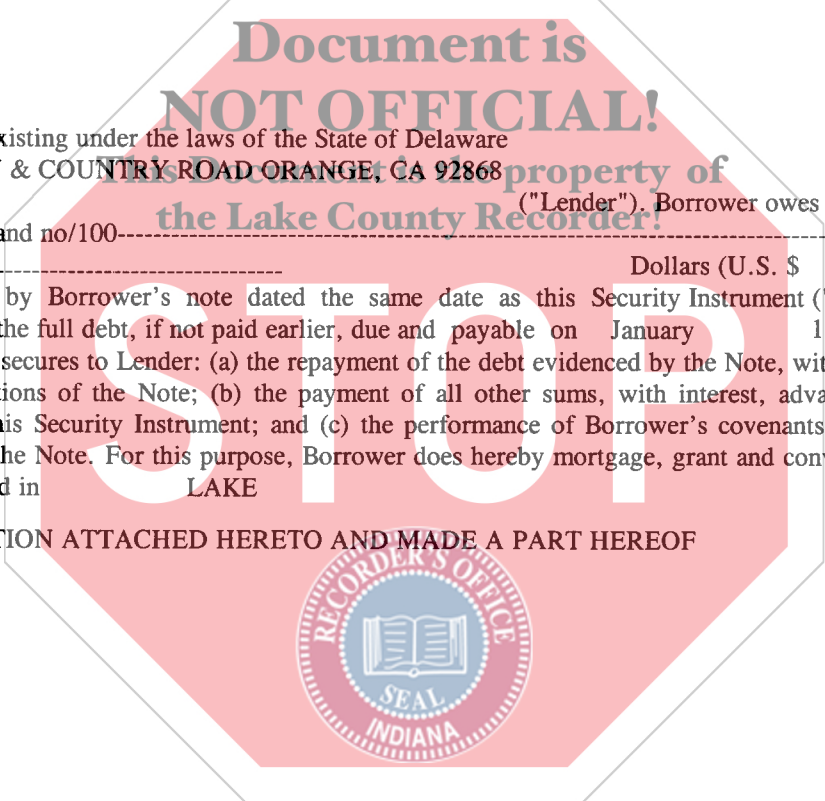 Document is
NOT OFFICIAL!
xisting under the laws of the State of Delaware
& COUNTRY ROAD ORANGE, CA 92868
This Document is the property of
("Lender"). Borrower owes
the Lake County Recorder!
and no/100-----------------------------------------------------------------------------------------
------------------------------------ Dollars (U.S. $
by Borrower's note dated the same date as this Security Instrument ("
he full debt, if not paid earlier, due and payable on January 1
secures to Lender: (a) the repayment of the debt evidenced by the Note, wit
tions of the Note; (b) the payment of all other sums, with interest, adva
is Security Instrument; and (c) the performance of Borrower's covenants
he Note. For this purpose, Borrower does hereby mortgage, grant and conv
d in LAKE
TION ATTACHED HERETO AND MADE A PART HEREOF
STOP
RECORDER'S OFFICE
SEAL
INDIANA